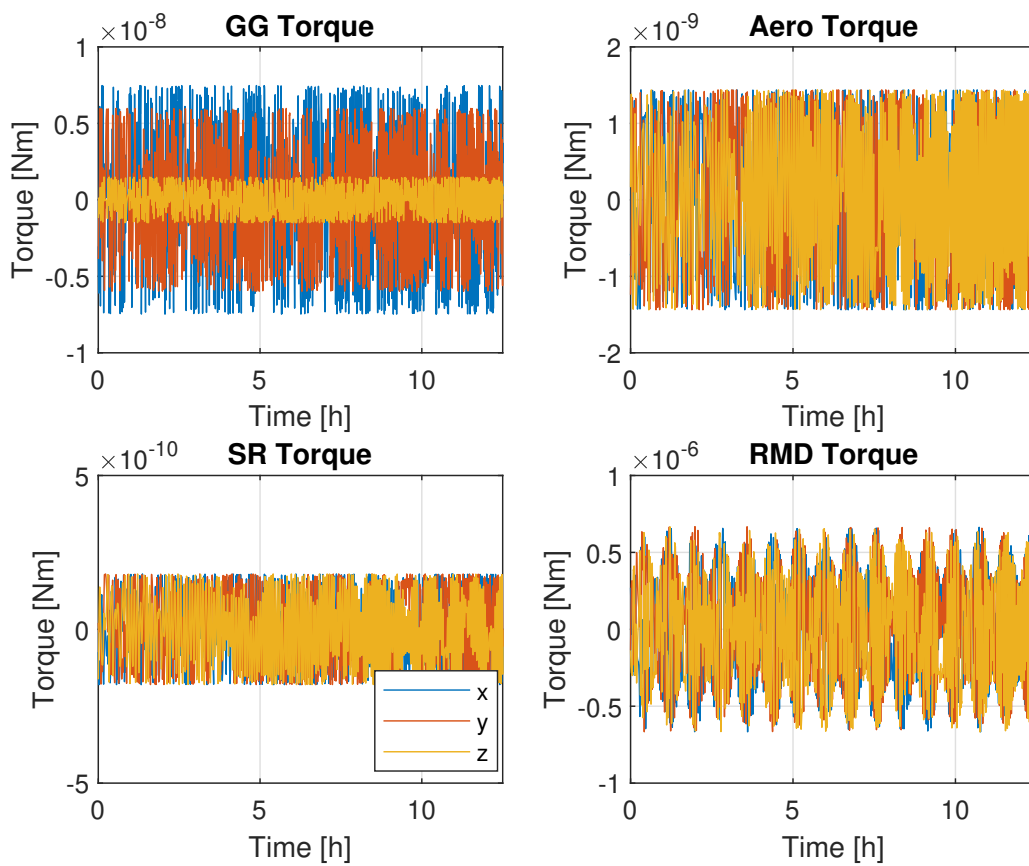 GG Torque
×10^-8
Torque [Nm]
1
0.5
0
-0.5
-1
0
5
10
Time [h]
Aero Torque
×10^-9
Torque [Nm]
2
1
0
-1
-2
0
5
10
Time [h]
SR Torque
×10^-10
Torque [Nm]
5
0
-5
0
5
10
Time [h]
x
y
z
RMD Torque
×10^-6
Torque [Nm]
1
0.5
0
-0.5
-1
0
5
10
Time [h]